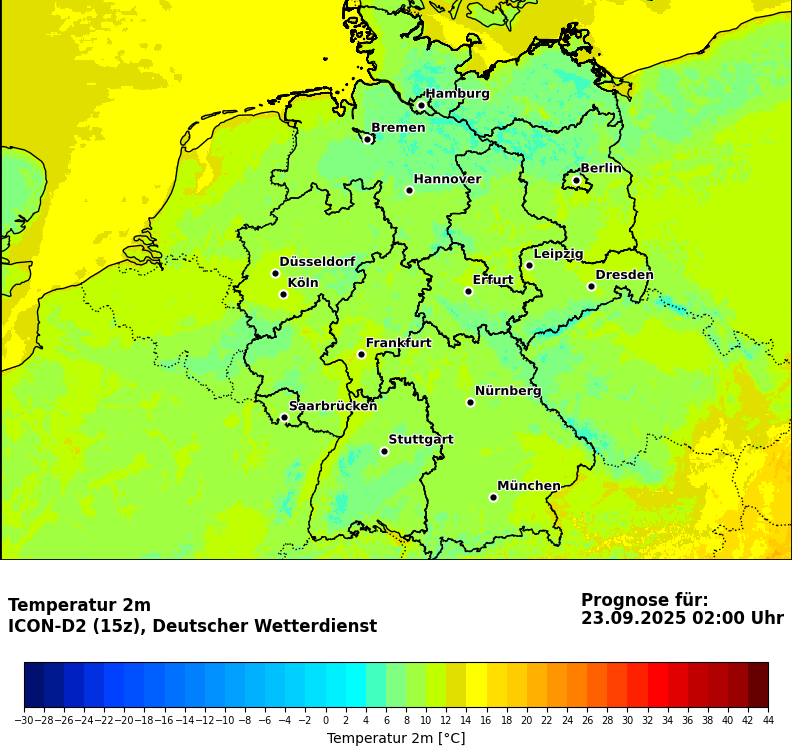 Hamburg
Bremen
Berlin
Hannover
Leipzig
Düsseldorf
Dresden
Köln
Erfurt
Frankfurt
Nürnberg
Saarbrücken
Stuttgart
München
Temperatur 2m
ICON-D2 (15z), Deutscher Wetterdienst
Prognose für:
23.09.2025 02:00 Uhr
−30 −28 −26 −24 −22 −20 −18 −16 −14 −12 −10 −8 −6 −4 −2 0 2 4 6 8 10 12 14 16 18 20 22 24 26 28 30 32 34 36 38 40 42 44
Temperatur 2m [°C]